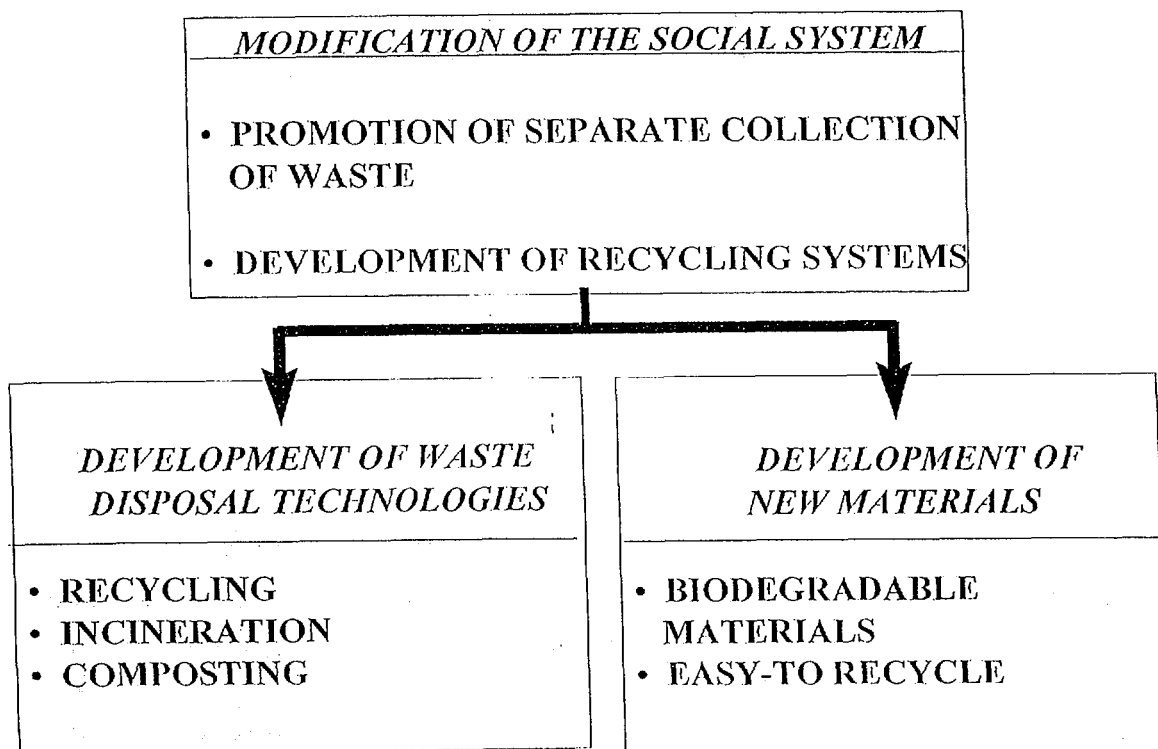 MODIFICATION OF THE SOCIAL SYSTEM
• PROMOTION OF SEPARATE COLLECTION
OF WASTE
• DEVELOPMENT OF RECYCLING SYSTEMS
DEVELOPMENT OF WASTE
DISPOSAL TECHNOLOGIES
• RECYCLING
• INCINERATION
• COMPOSTING
DEVELOPMENT OF
NEW MATERIALS
• BIODEGRADABLE
MATERIALS
• EASY-TO RECYCLE